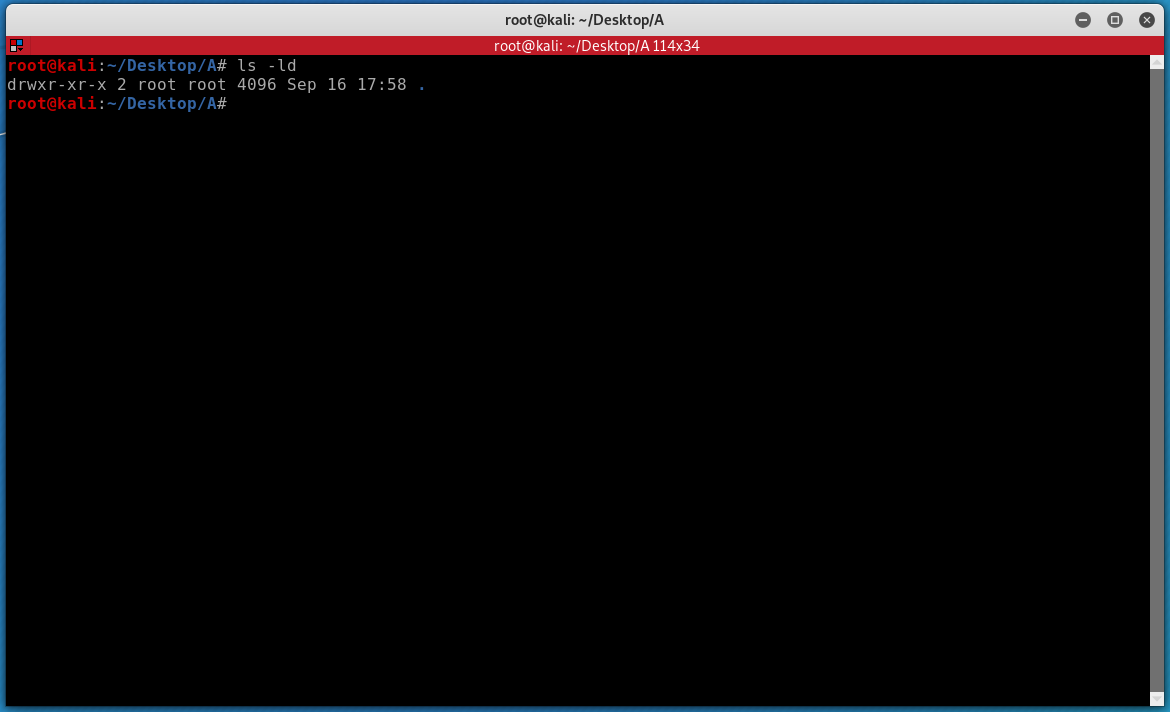 root@kali: ~/Desktop/A
root@kali: ~/Desktop/A 114x34
root@kali:~/Desktop/A# ls -ld
drwxr-xr-x 2 root root 4096 Sep 16 17:58 .
root@kali:~/Desktop/A#